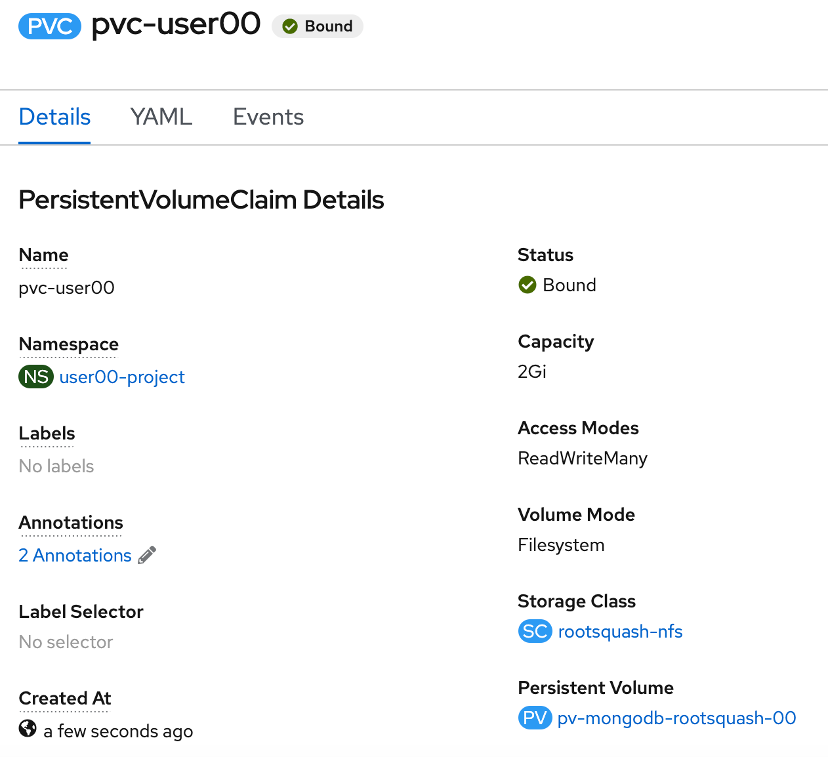 PVC pvc-user00 Bound
Details YAML Events
PersistentVolumeClaim Details
Name
pvc-user00
Namespace
NS user00-project
Labels
No labels
Annotations
2 Annotations
Label Selector
No selector
Created At
a few seconds ago
Status
Bound
Capacity
2Gi
Access Modes
ReadWriteMany
Volume Mode
Filesystem
Storage Class
SC rootsquash-nfs
Persistent Volume
PV pv-mongodb-rootsquash-00